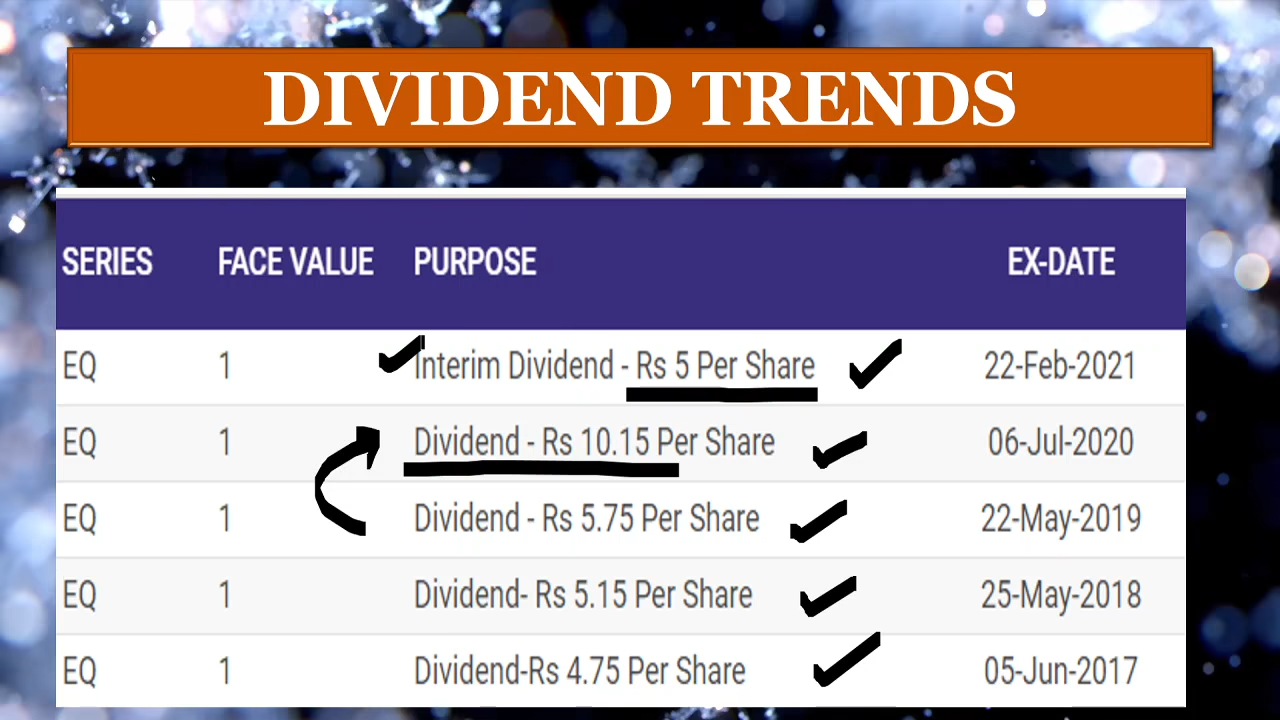 DIVIDEND TRENDS
SERIES FACE VALUE PURPOSE EX-DATE
EQ 1 Interim Dividend - Rs 5 Per Share 22-Feb-2021
EQ 1 Dividend - Rs 10.15 Per Share 06-Jul-2020
EQ 1 Dividend - Rs 5.75 Per Share 22-May-2019
EQ 1 Dividend- Rs 5.15 Per Share 25-May-2018
EQ 1 Dividend-Rs 4.75 Per Share 05-Jun-2017